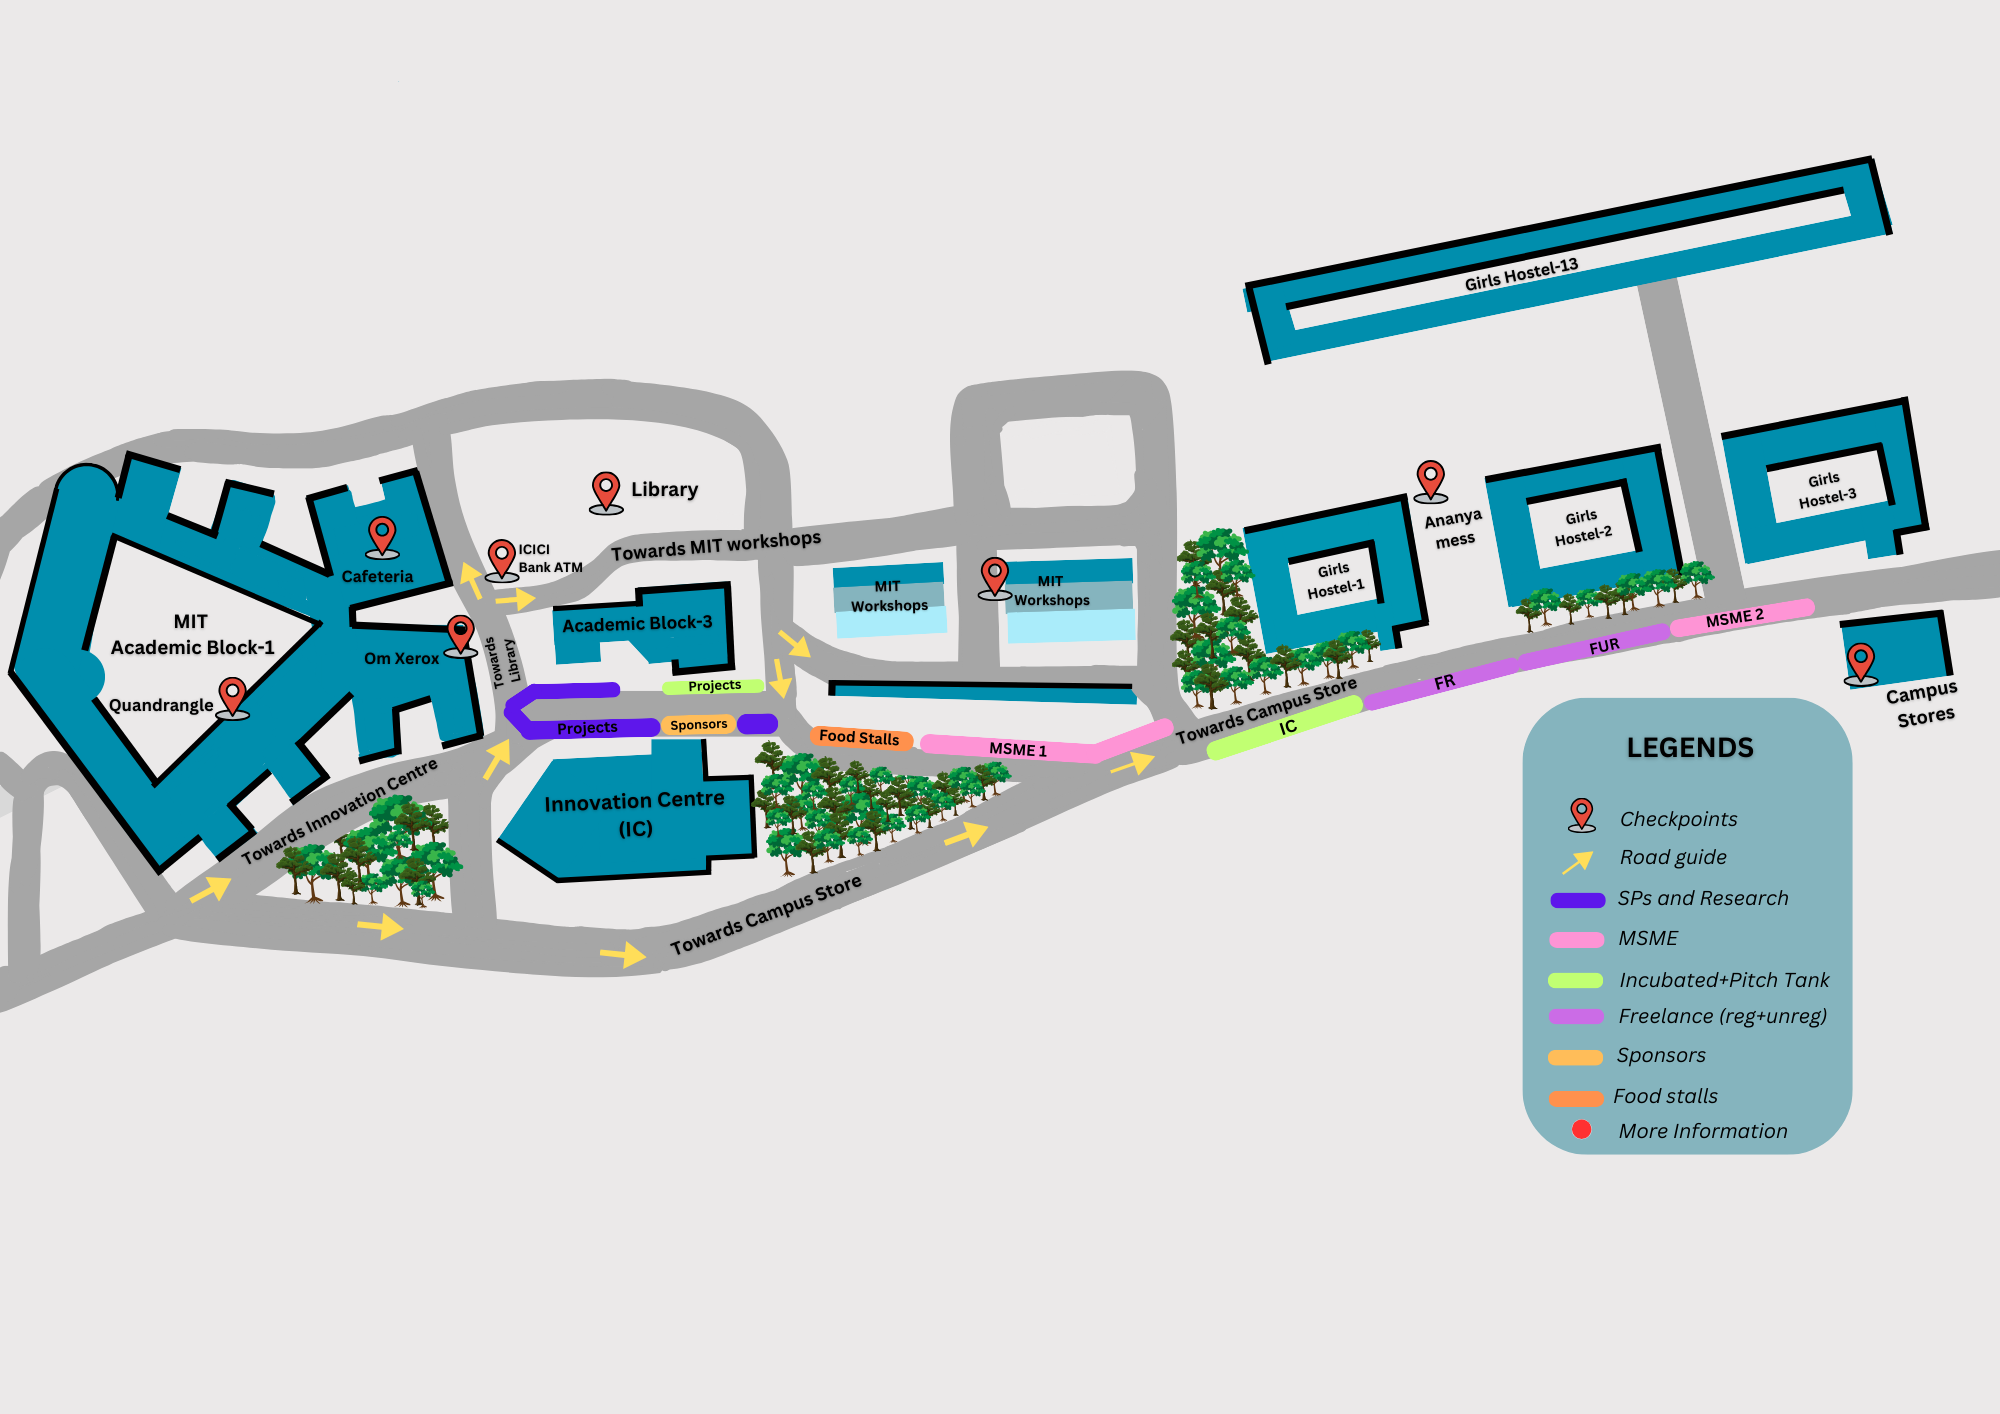 Girls Hostel-13
Library
ICICI
Bank ATM
Towards MIT workshops
Cafeteria
MIT
Academic Block-1
Om Xerox
Quandrangle
Towards
Library
Academic Block-3
MIT
Workshops
MIT
Workshops
Girls
Hostel-1
Ananya
mess
Girls
Hostel-2
Girls
Hostel-3
Projects
Projects
Sponsors
Food Stalls
MSME 1
Towards Campus Store
IC
FR
FUR
MSME 2
Campus
Stores
Towards Innovation Centre
Innovation Centre
(IC)
Towards Campus Store
LEGENDS
Checkpoints
Road guide
SPs and Research
MSME
Incubated+Pitch Tank
Freelance (reg+unreg)
Sponsors
Food stalls
More Information